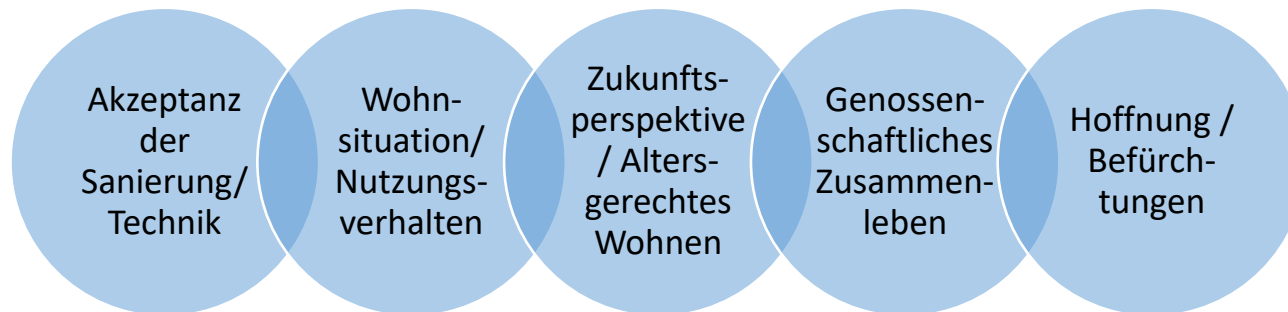 Akzeptanz
der
Sanierung/
Technik
Wohn-
situation/
Nutzungs-
verhalten
Zukunfts-
perspektive
/ Alters-
gerechtes
Wohnen
Genossen-
schaftliches
Zusammen-
leben
Hoffnung /
Befürch-
tungen